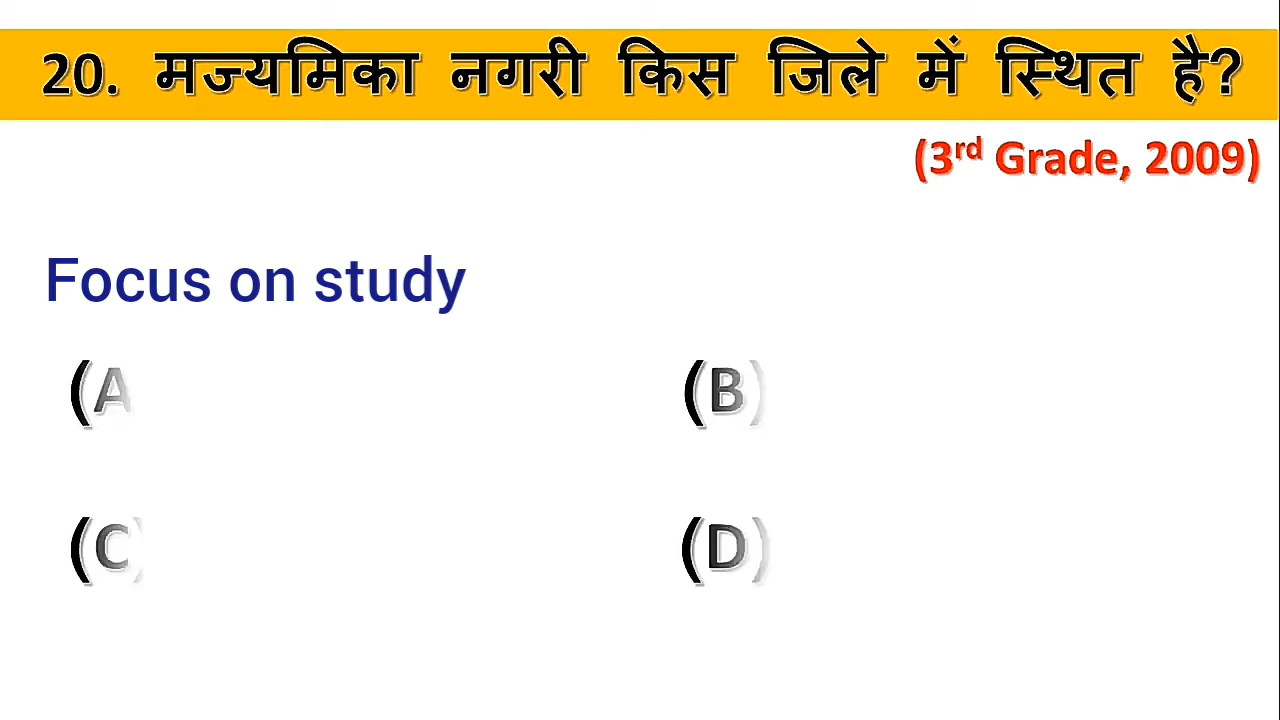 20. मज्यमिका नगरी किस जिले में स्थित है?
(3rd Grade, 2009)
Focus on study
(A
(B)
(C)
(D)